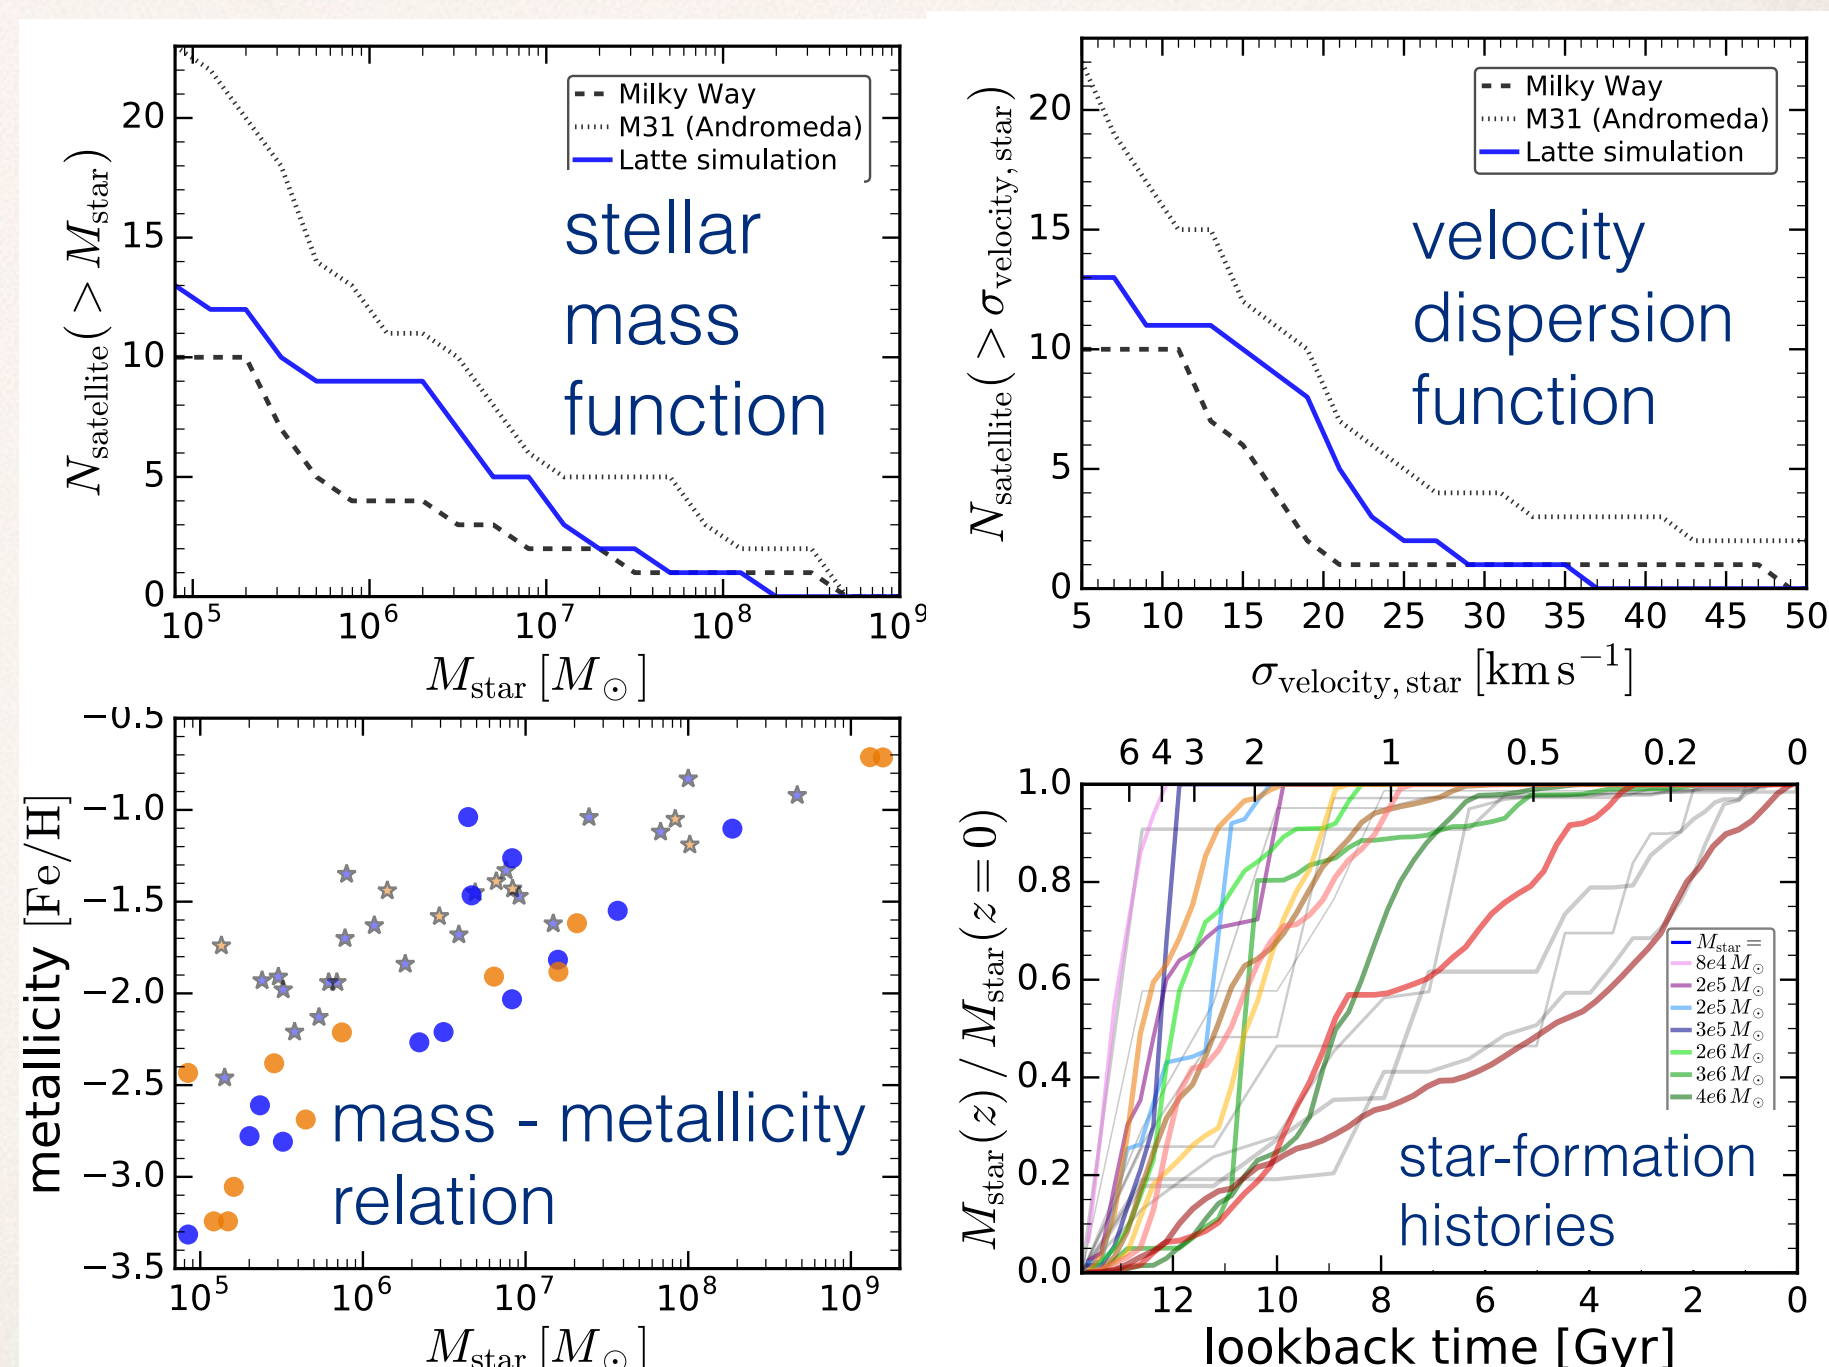 Milky Way
M31 (Andromeda)
Latte simulation
stellar
mass
function
N_satellite(> M_star)
20
15
10
5
0
10^5 10^6 10^7 10^8 10^9
M_star [M_⊙]
Milky Way
M31 (Andromeda)
Latte simulation
velocity
dispersion
function
N_satellite(> σ_velocity, star)
20
15
10
5
0
5 10 15 20 25 30 35 40 45 50
σ_velocity, star [km s^−1]
metallicity [Fe/H]
−0.5
−1.0
−1.5
−2.0
−2.5
−3.0
−3.5
mass - metallicity
relation
10^5 10^6 10^7 10^8 10^9
M_star [M_⊙]
6 4 3 2 1 0.5 0.2 0
M_star(z) / M_star(z = 0)
1.0
0.8
0.6
0.4
0.2
0.0
M_star =
8e4 M_⊙
2e5 M_⊙
2e5 M_⊙
3e5 M_⊙
2e6 M_⊙
3e6 M_⊙
4e6 M_⊙
star-formation
histories
12 10 8 6 4 2 0
lookback time [Gyr]